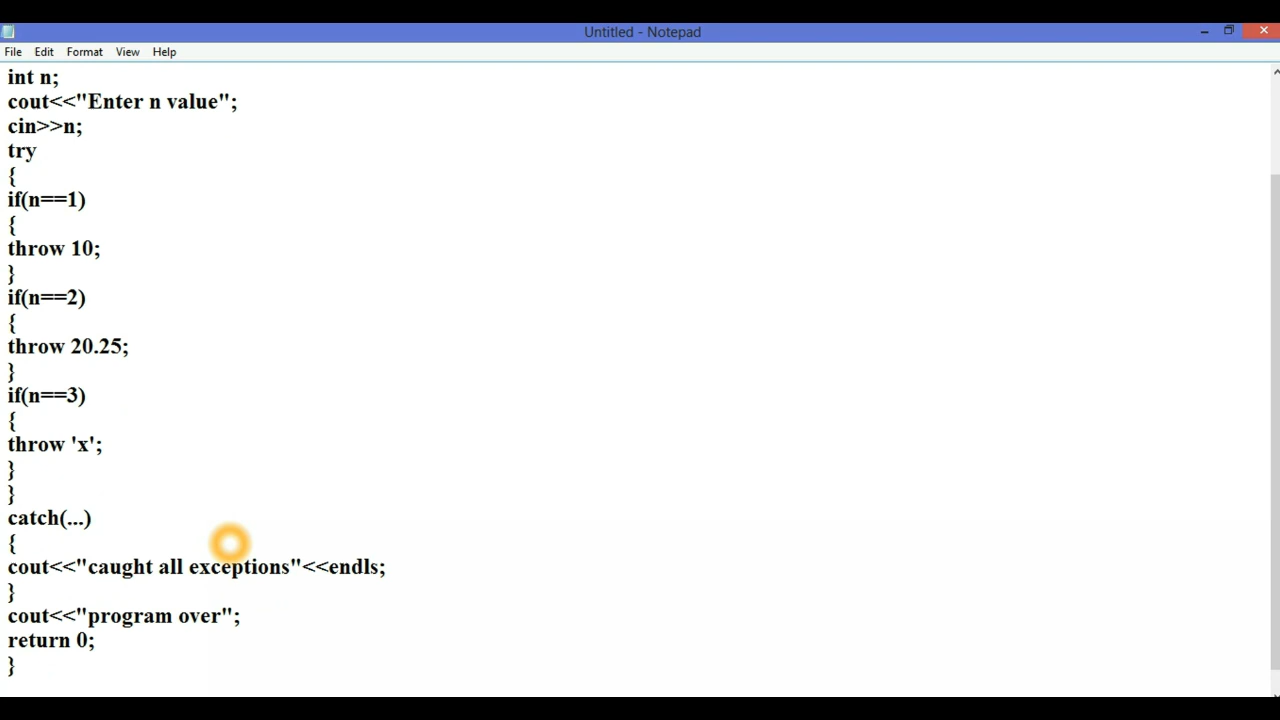 Untitled - Notepad
File Edit Format View Help
int n;
cout<<"Enter n value";
cin>>n;
try
{
if(n==1)
{
throw 10;
}
if(n==2)
{
throw 20.25;
}
if(n==3)
{
throw 'x';
}
}
catch(...)
{
cout<<"caught all exceptions"<<endls;
}
cout<<"program over";
return 0;
}